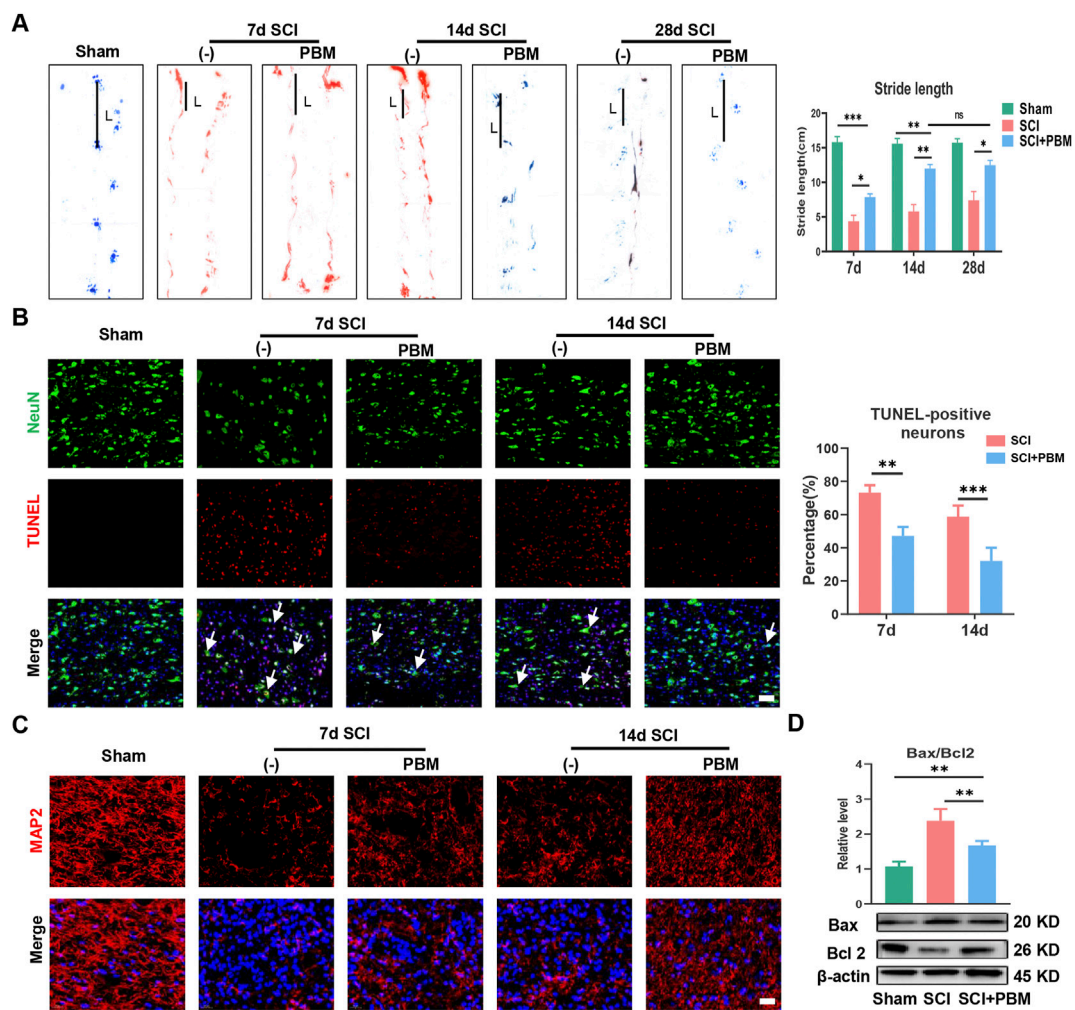 A
7d SCI
14d SCI
28d SCI
Sham
(-)
PBM
(-)
PBM
(-)
PBM
L
L
L
L
L
L
L
Stride length
Sham
SCI
SCI+PBM
***
**
ns
*
**
*
Stride length(cm)
20
15
10
5
0
7d
14d
28d
B
Sham
7d SCI
14d SCI
(-)
PBM
(-)
PBM
NeuN
TUNEL
Merge
TUNEL-positive
neurons
SCI
SCI+PBM
**
***
Percentage(%)
100
80
60
40
20
0
7d
14d
C
Sham
7d SCI
14d SCI
(-)
PBM
(-)
PBM
MAP2
Merge
D
Bax/Bcl2
**
**
Relative level
4
3
2
1
0
Bax
20 KD
Bcl 2
26 KD
β-actin
45 KD
Sham SCI SCI+PBM